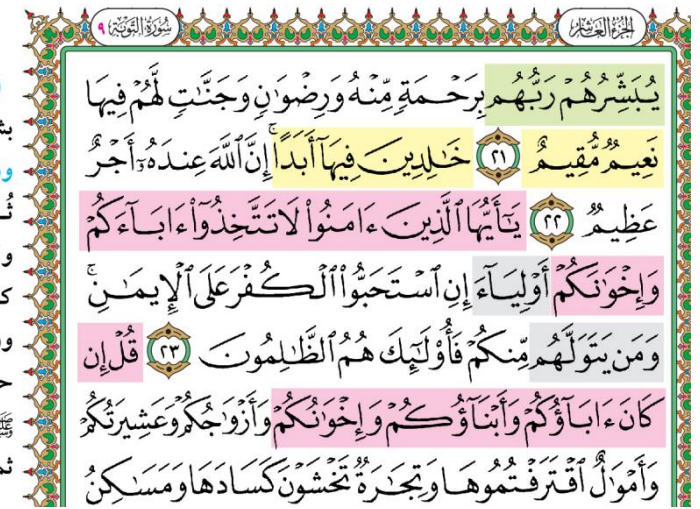 الجزء العاشر
سورة التوبة ٩
يُبَشِّرُهُمْ رَبُّهُم بِرَحْمَةٍ مِّنْهُ وَرِضْوَٰنٍ وَجَنَّٰتٍ لَّهُمْ فِيهَا
نَعِيمٌ مُّقِيمٌ ٢١ خَٰلِدِينَ فِيهَآ أَبَدًا ۚ إِنَّ ٱللَّهَ عِندَهُۥٓ أَجْرٌ
عَظِيمٌ ٢٢ يَٰٓأَيُّهَا ٱلَّذِينَ ءَامَنُوا۟ لَا تَتَّخِذُوٓا۟ ءَابَآءَكُمْ
وَإِخْوَٰنَكُمْ أَوْلِيَآءَ إِنِ ٱسْتَحَبُّوا۟ ٱلْكُفْرَ عَلَى ٱلْإِيمَٰنِ ۚ
وَمَن يَتَوَلَّهُم مِّنكُمْ فَأُو۟لَٰٓئِكَ هُمُ ٱلظَّٰلِمُونَ ٢٣ قُلْ إِن
كَانَ ءَابَآؤُكُمْ وَأَبْنَآؤُكُمْ وَإِخْوَٰنُكُمْ وَأَزْوَٰجُكُمْ وَعَشِيرَتُكُمْ
وَأَمْوَٰلٌ ٱقْتَرَفْتُمُوهَا وَتِجَٰرَةٌ تَخْشَوْنَ كَسَادَهَا وَمَسَٰكِنُ